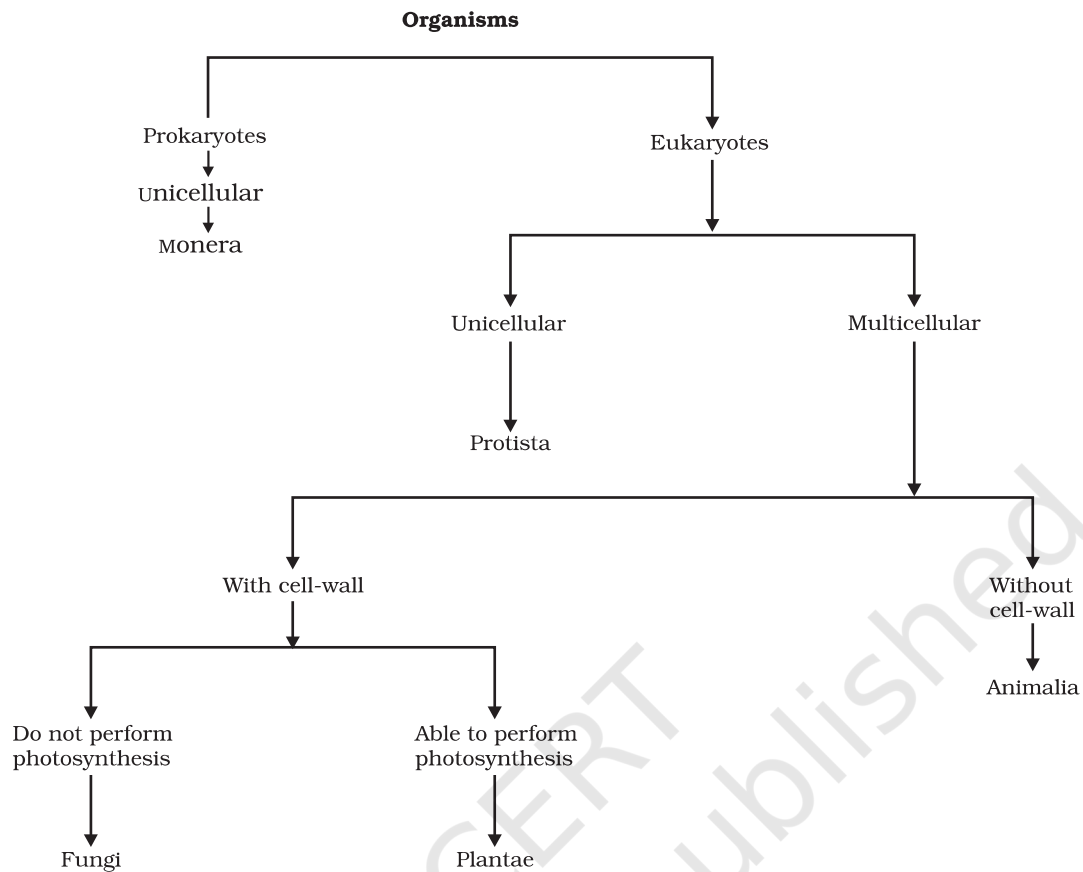 Organisms
Prokaryotes
Eukaryotes
Unicellular
Monera
Unicellular
Multicellular
Protista
With cell-wall
Without
cell-wall
Animalia
Do not perform
photosynthesis
Able to perform
photosynthesis
Fungi
Plantae